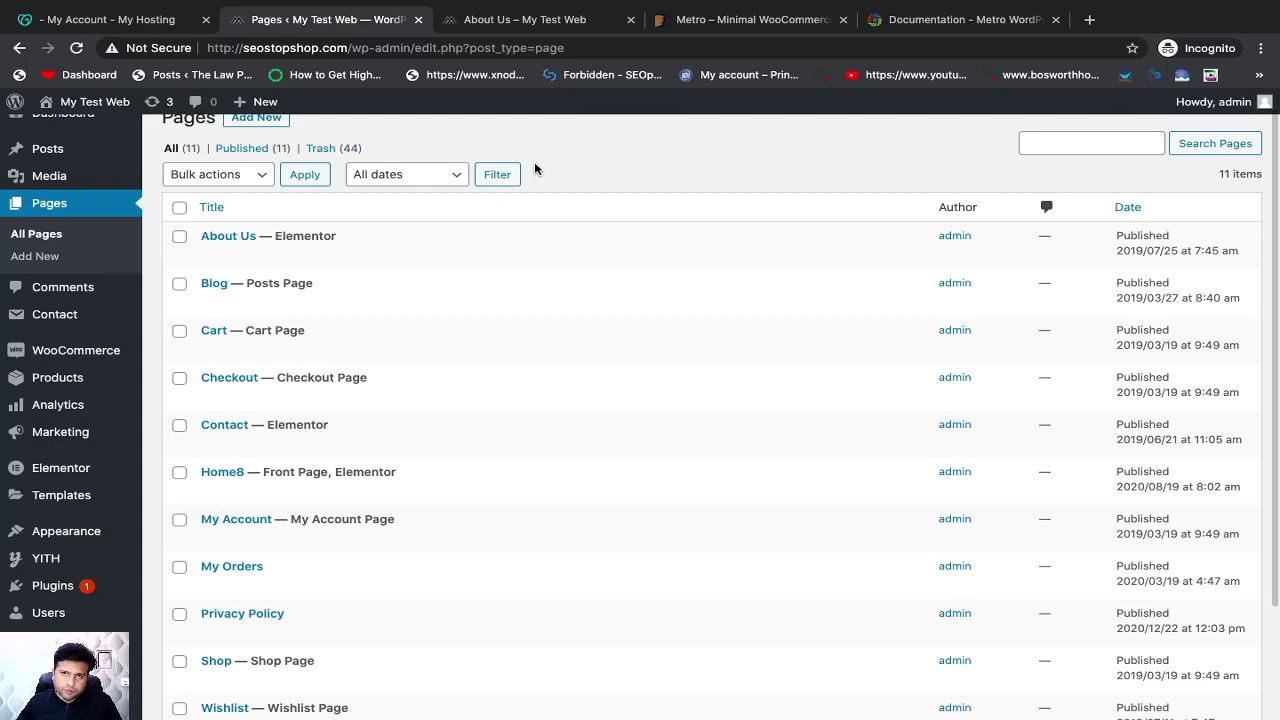 - My Account - My Hosting
Pages ‹ My Test Web — WordP
About Us – My Test Web
Metro – Minimal WooCommerc
Documentation - Metro WordP
Not Secure
http://seostopshop.com/wp-admin/edit.php?post_type=page
Incognito
Dashboard
Posts ‹ The Law P...
How to Get High...
https://www.xnod...
Forbidden - SEOp...
My account – Prin...
https://www.youtu...
www.bosworthho...
»
My Test Web
3
0
New
Howdy, admin
Dashboard
Posts
Media
Pages
All Pages
Add New
Comments
Contact
WooCommerce
Products
Analytics
Marketing
Elementor
Templates
Appearance
YITH
Plugins 1
Users
Pages
Add New
All (11) | Published (11) | Trash (44)
Search Pages
Bulk actions
Apply
All dates
Filter
11 items
Title
Author
Date
About Us — Elementor
admin
—
Published
2019/07/25 at 7:45 am
Blog — Posts Page
admin
—
Published
2019/03/27 at 8:40 am
Cart — Cart Page
admin
—
Published
2019/03/19 at 9:49 am
Checkout — Checkout Page
admin
—
Published
2019/03/19 at 9:49 am
Contact — Elementor
admin
—
Published
2019/06/21 at 11:05 am
Home8 — Front Page, Elementor
admin
—
Published
2020/08/19 at 8:02 am
My Account — My Account Page
admin
—
Published
2019/03/19 at 9:49 am
My Orders
admin
—
Published
2020/03/19 at 4:47 am
Privacy Policy
admin
—
Published
2020/12/22 at 12:03 pm
Shop — Shop Page
admin
—
Published
2019/03/19 at 9:49 am
Wishlist — Wishlist Page
admin
—
Published